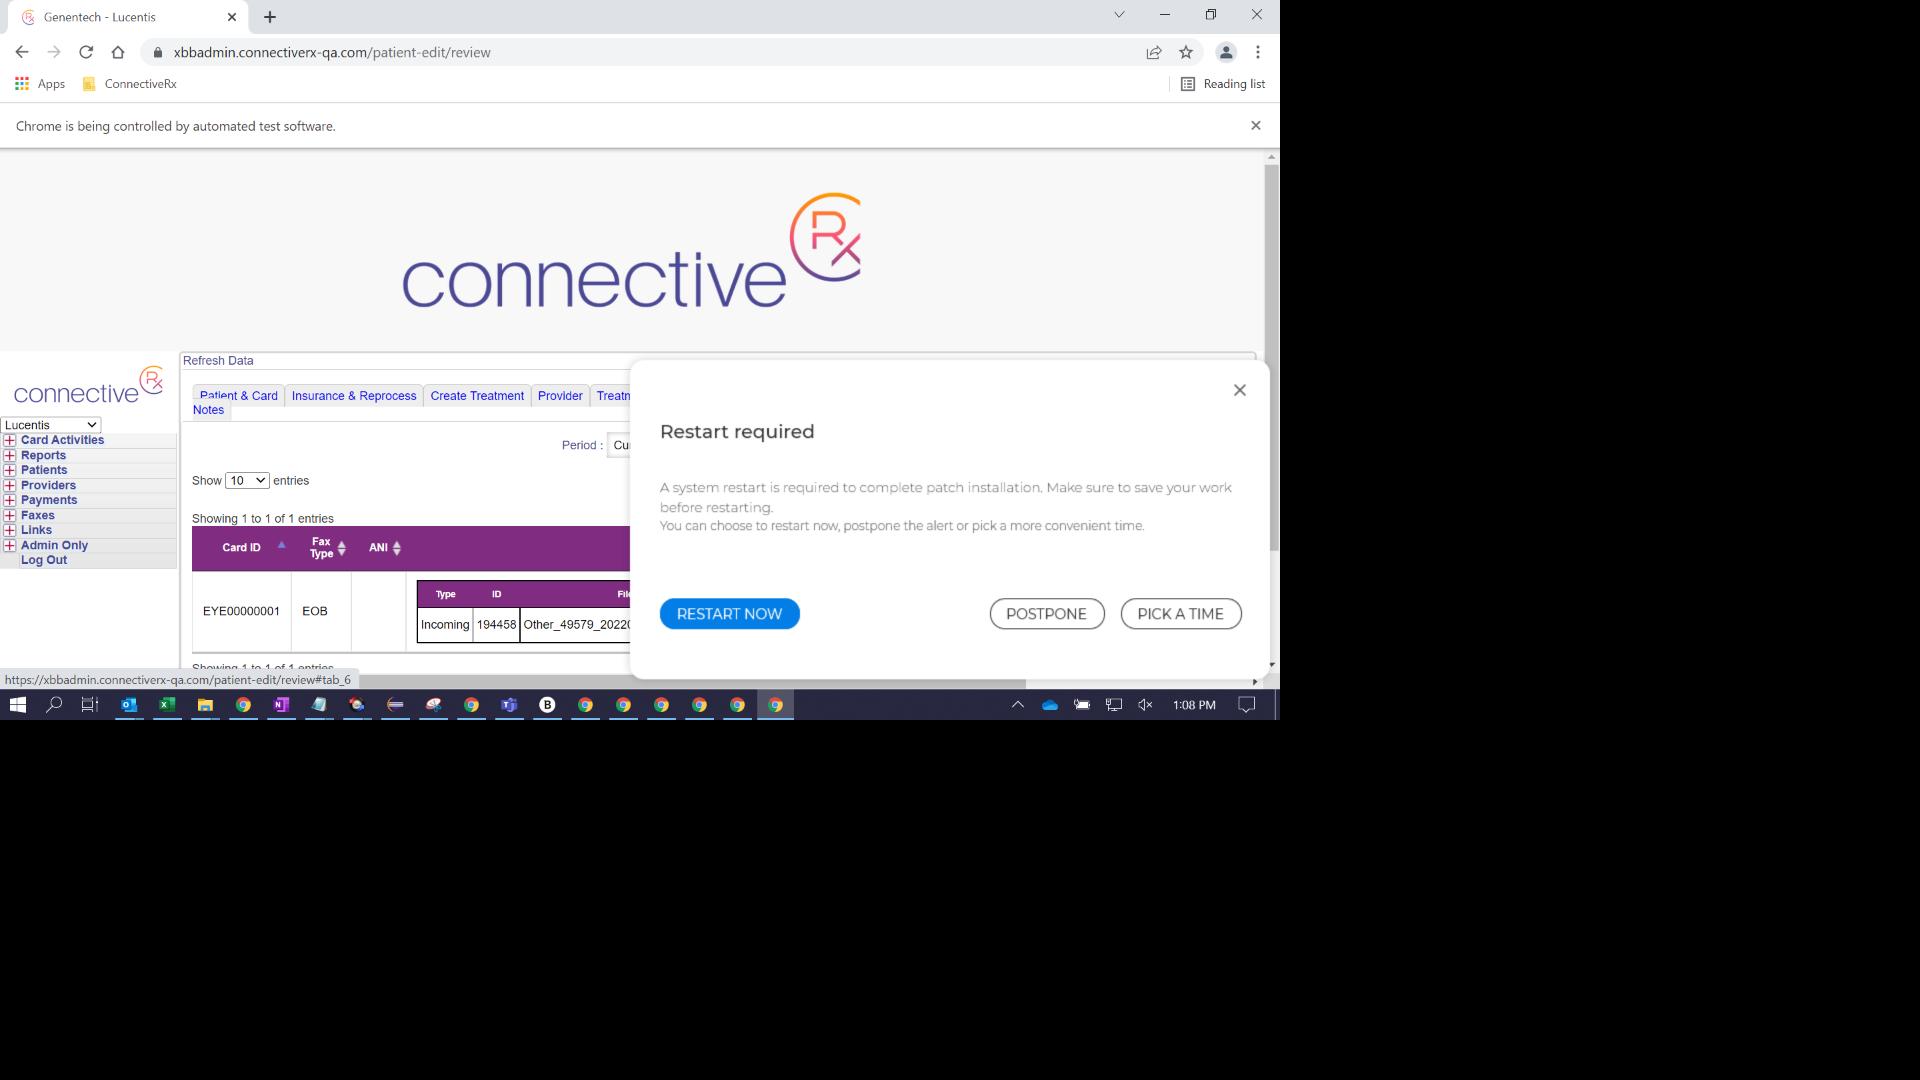 Genentech - Lucentis
xbbadmin.connectiverx-qa.com/patient-edit/review
Apps
ConnectiveRx
Reading list
Chrome is being controlled by automated test software.
connective Rx
connective Rx
Lucentis
Card Activities
Reports
Patients
Providers
Payments
Faxes
Links
Admin Only
Log Out
Refresh Data
Patient & Card
Insurance & Reprocess
Create Treatment
Provider
Notes
Period :
Show 10 entries
Showing 1 to 1 of 1 entries
Card ID
Fax Type
ANI
EYE00000001
EOB
Type
ID
Incoming
194458
Other_49579_2022
Showing 1 to 1 of 1 entries
Restart required
A system restart is required to complete patch installation. Make sure to save your work
before restarting.
You can choose to restart now, postpone the alert or pick a more convenient time.
RESTART NOW
POSTPONE
PICK A TIME
https://xbbadmin.connectiverx-qa.com/patient-edit/review#tab_6
1:08 PM